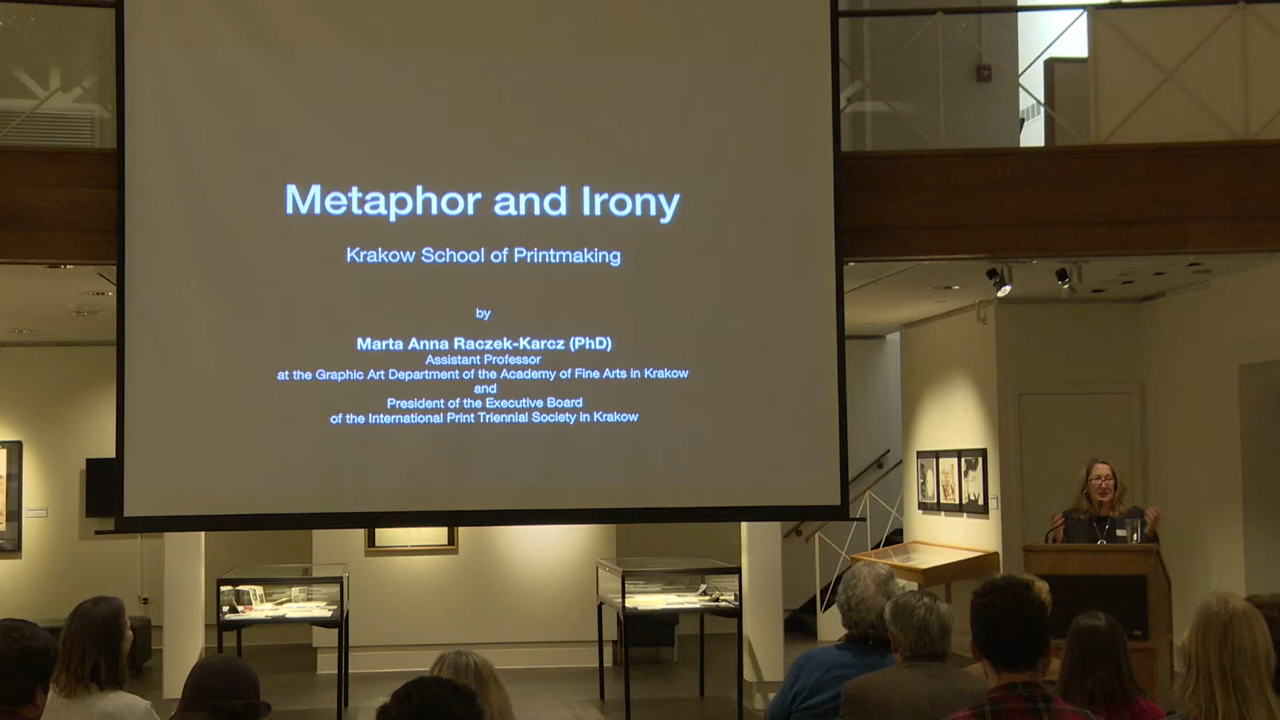 Metaphor and Irony
Krakow School of Printmaking
by
Marta Anna Raczek-Karcz (PhD)
Assistant Professor
at the Graphic Art Department of the Academy of Fine Arts in Krakow
and
President of the Executive Board
of the International Print Triennial Society in Krakow